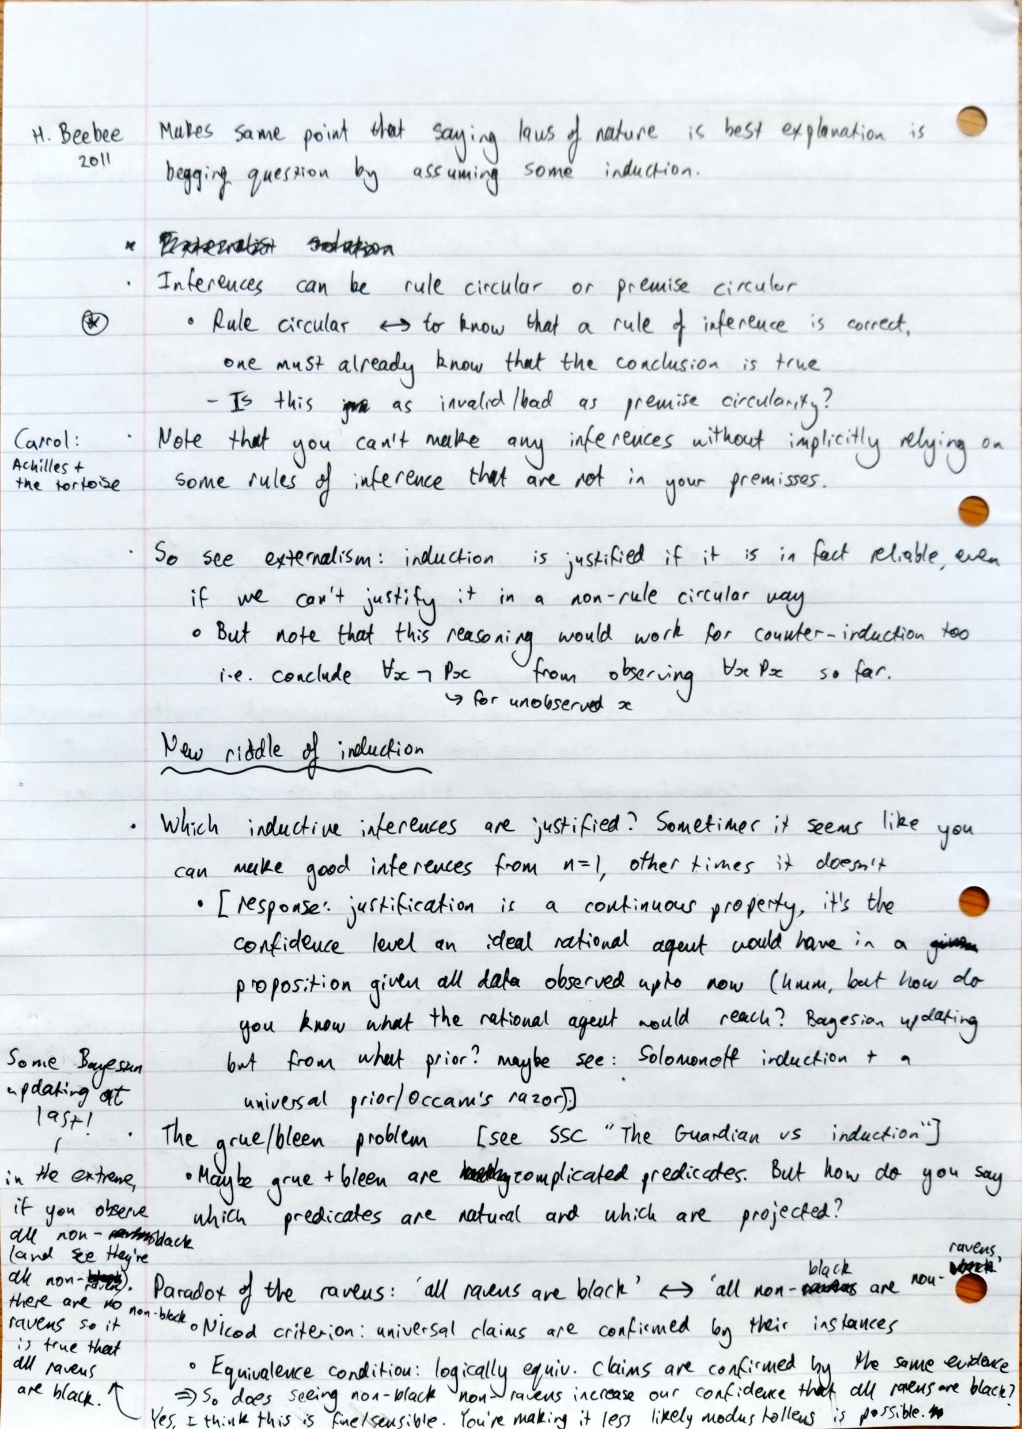 H. Beebee
2011
Makes same point that saying laws of nature is best explanation is
begging question by assuming some induction.
* Externalist solution
· Inferences can be rule circular or premise circular
• Rule circular ↔ to know that a rule of inference is correct,
one must already know that the conclusion is true
– Is this as invalid/bad as premise circularity?
Carrol:
Achilles +
the tortoise
· Note that you can't make any inferences without implicitly relying on
some rules of inference that are not in your premisses.
· So see externalism: induction is justified if it is in fact reliable, even
if we can't justify it in a non-rule circular way
• But note that this reasoning would work for counter-induction too
i.e. conclude ∀x ¬ Px from observing ∀x Px so far.
↳ for unobserved x
New riddle of induction
· Which inductive inferences are justified? Sometimes it seems like you
can make good inferences from n=1, other times it doesn't
• [response: justification is a continuous property, it's the
confidence level an ideal rational agent would have in a given
proposition given all data observed upto now (hmm, but how do
you know what the rational agent would reach? Bayesian updating
but from what prior? maybe see: Solomonoff induction + a
universal prior/Occam's razor)]
· The grue/bleen problem [see SSC "The Guardian vs induction"]
• Maybe grue + bleen are complicated predicates. But how do you say
which predicates are natural and which are projected?
Paradox of the ravens: 'all ravens are black' ↔ 'all non-black are non-ravens'
• Nicod criterion: universal claims are confirmed by their instances
• Equivalence condition: logically equiv. claims are confirmed by the same evidence
⇒ So does seeing non-black non-ravens increase our confidence that all ravens are black?
Yes, I think this is fine/sensible. You're making it less likely modus tollens is possible.
Some Bayesian
updating at
last!
in the extreme,
if you observe
all non-black
(and see they're
all non-raven).
there are no non-black
ravens so it
is true that
all ravens
are black.